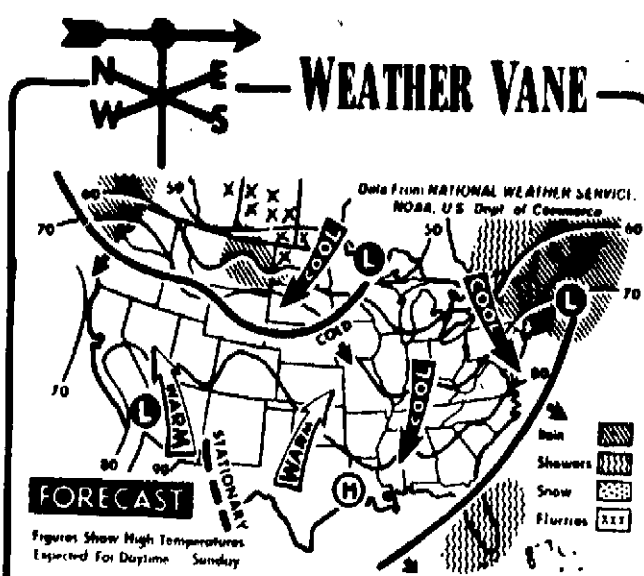 N E
W S
WEATHER VANE
Data From NATIONAL WEATHER SERVICE,
NOAA, U.S. Dept. of Commerce
60
50
70
50
60
70
80
70
80
90
L
L
L
H
COOL
COOL
COOL
COLD
WARM
WARM
STATIONARY
Rain
Showers
Snow
Flurries
XXX
FORECAST
Figures Show High Temperatures
Expected For Daytime Sunday